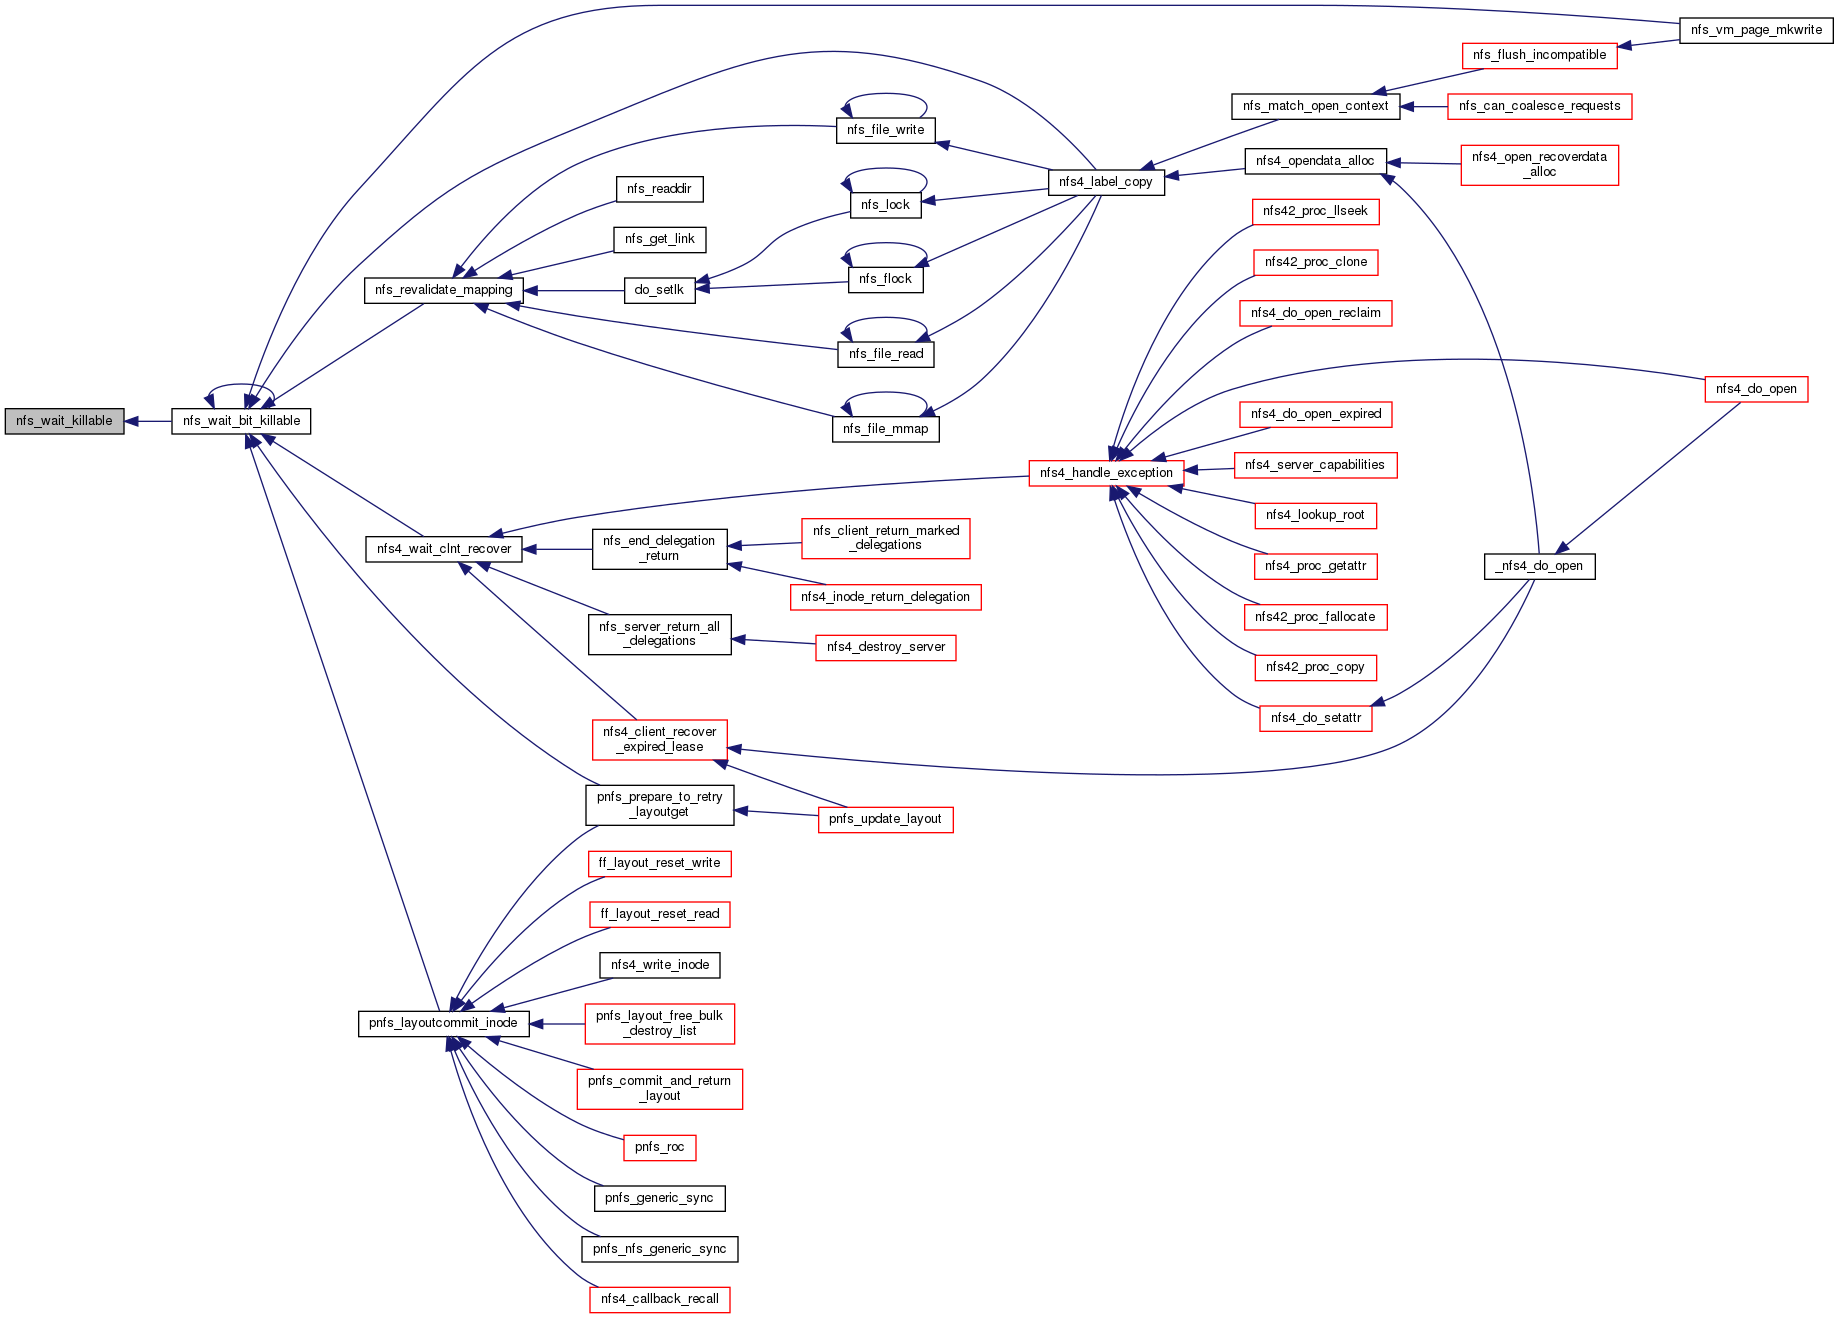 nfs_wait_killable
nfs_wait_bit_killable
nfs_revalidate_mapping
nfs4_wait_clnt_recover
pnfs_layoutcommit_inode
nfs_readdir
nfs_get_link
do_setlk
nfs_end_delegation
_return
nfs_server_return_all
_delegations
nfs4_client_recover
_expired_lease
pnfs_prepare_to_retry
_layoutget
ff_layout_reset_write
ff_layout_reset_read
nfs4_write_inode
pnfs_layout_free_bulk
_destroy_list
pnfs_commit_and_return
_layout
pnfs_roc
pnfs_generic_sync
pnfs_nfs_generic_sync
nfs4_callback_recall
nfs_file_write
nfs_lock
nfs_flock
nfs_file_read
nfs_file_mmap
nfs_client_return_marked
_delegations
nfs4_inode_return_delegation
nfs4_destroy_server
pnfs_update_layout
nfs4_label_copy
nfs4_handle_exception
nfs_match_open_context
nfs4_opendata_alloc
nfs42_proc_llseek
nfs42_proc_clone
nfs4_do_open_reclaim
nfs4_do_open_expired
nfs4_server_capabilities
nfs4_lookup_root
nfs4_proc_getattr
nfs42_proc_fallocate
nfs42_proc_copy
nfs4_do_setattr
nfs_flush_incompatible
nfs_can_coalesce_requests
nfs4_open_recoverdata
_alloc
_nfs4_do_open
nfs_vm_page_mkwrite
nfs4_do_open